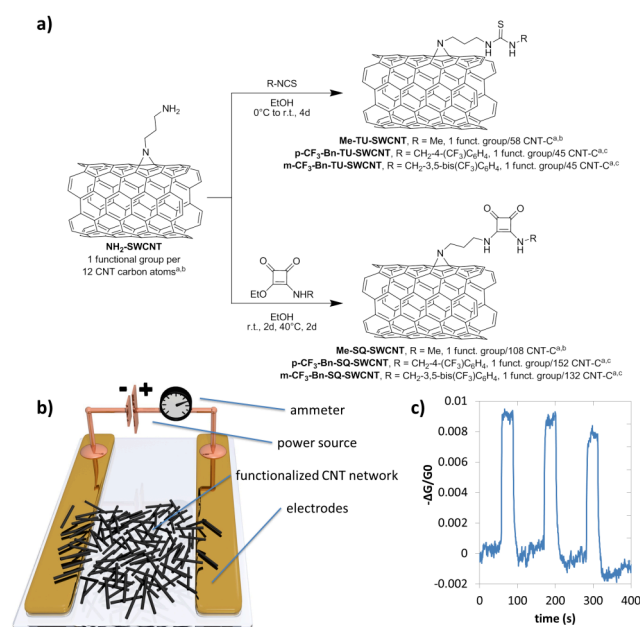 a)
R-NCS
EtOH
0°C to r.t., 4d
NH2
N
NH2-SWCNT
1 functional group per
12 CNT carbon atomsa,b
S
N
N
H
N
H
R
Me-TU-SWCNT, R = Me, 1 funct. group/58 CNT-Ca,b
p-CF3-Bn-TU-SWCNT, R = CH2-4-(CF3)C6H4, 1 funct. group/45 CNT-Ca,c
m-CF3-Bn-TU-SWCNT, R = CH2-3,5-bis(CF3)C6H4, 1 funct. group/45 CNT-Ca,c
O
O
EtO
NHR
EtOH
r.t., 2d, 40°C, 2d
O
O
N
NH
HN
R
Me-SQ-SWCNT, R = Me, 1 funct. group/108 CNT-Ca,b
p-CF3-Bn-SQ-SWCNT, R = CH2-4-(CF3)C6H4, 1 funct. group/152 CNT-Ca,c
m-CF3-Bn-SQ-SWCNT, R = CH2-3,5-bis(CF3)C6H4, 1 funct. group/132 CNT-Ca,c
b)
- +
ammeter
power source
functionalized CNT network
electrodes
c)
-ΔG/G0
0.01
0.008
0.006
0.004
0.002
0
-0.002
0 100 200 300 400
time (s)